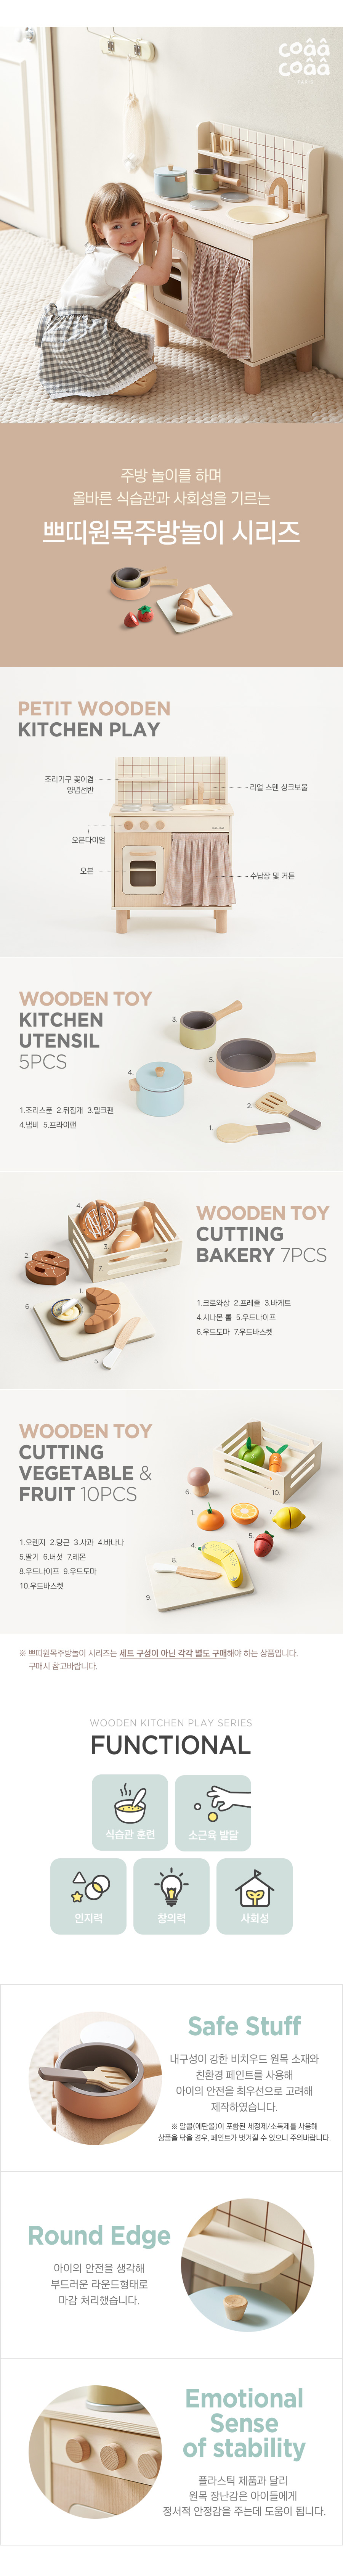 coââ
coââ
주방 놀이를 하며
올바른 식습관과 사회성을 기르는
쁘띠원목주방놀이 시리즈
PETIT WOODEN
KITCHEN PLAY
조리기구 꽂이겸
양념선반
리얼 스텐 싱크보울
오븐다이얼
오븐
수납장 및 커튼
WOODEN TOY
KITCHEN
UTENSIL
5PCS
1.조리스푼 2.뒤집개 3.밀크팬
4.냄비 5.프라이팬
3.
5.
4.
2.
1.
WOODEN TOY
CUTTING
BAKERY 7PCS
1.크로와상 2.프레즐 3.바게트
4.시나몬 롤 5.우드나이프
6.우드도마 7.우드바스켓
4.
3.
2.
7.
1.
6.
5.
WOODEN TOY
CUTTING
VEGETABLE &
FRUIT 10PCS
1.오렌지 2.당근 3.사과 4.바나나
5.딸기 6.버섯 7.레몬
8.우드나이프 9.우드도마
10.우드바스켓
6.
10.
1.
7.
5.
4.
8.
9.
※ 쁘띠원목주방놀이 시리즈는 세트 구성이 아닌 각각 별도 구매해야 하는 상품입니다.
구매시 참고바랍니다.
WOODEN KITCHEN PLAY SERIES
FUNCTIONAL
식습관 훈련
소근육 발달
인지력
창의력
사회성
Safe Stuff
내구성이 강한 비치우드 원목 소재와
친환경 페인트를 사용해
아이의 안전을 최우선으로 고려해
제작하였습니다.
※ 알콜(에탄올)이 포함된 세정제/소독제를 사용해
상품을 닦을 경우, 페인트가 벗겨질 수 있으니 주의바랍니다.
Round Edge
아이의 안전을 생각해
부드러운 라운드형태로
마감 처리했습니다.
Emotional
Sense
of stability
플라스틱 제품과 달리
원목 장난감은 아이들에게
정서적 안정감을 주는데 도움이 됩니다.